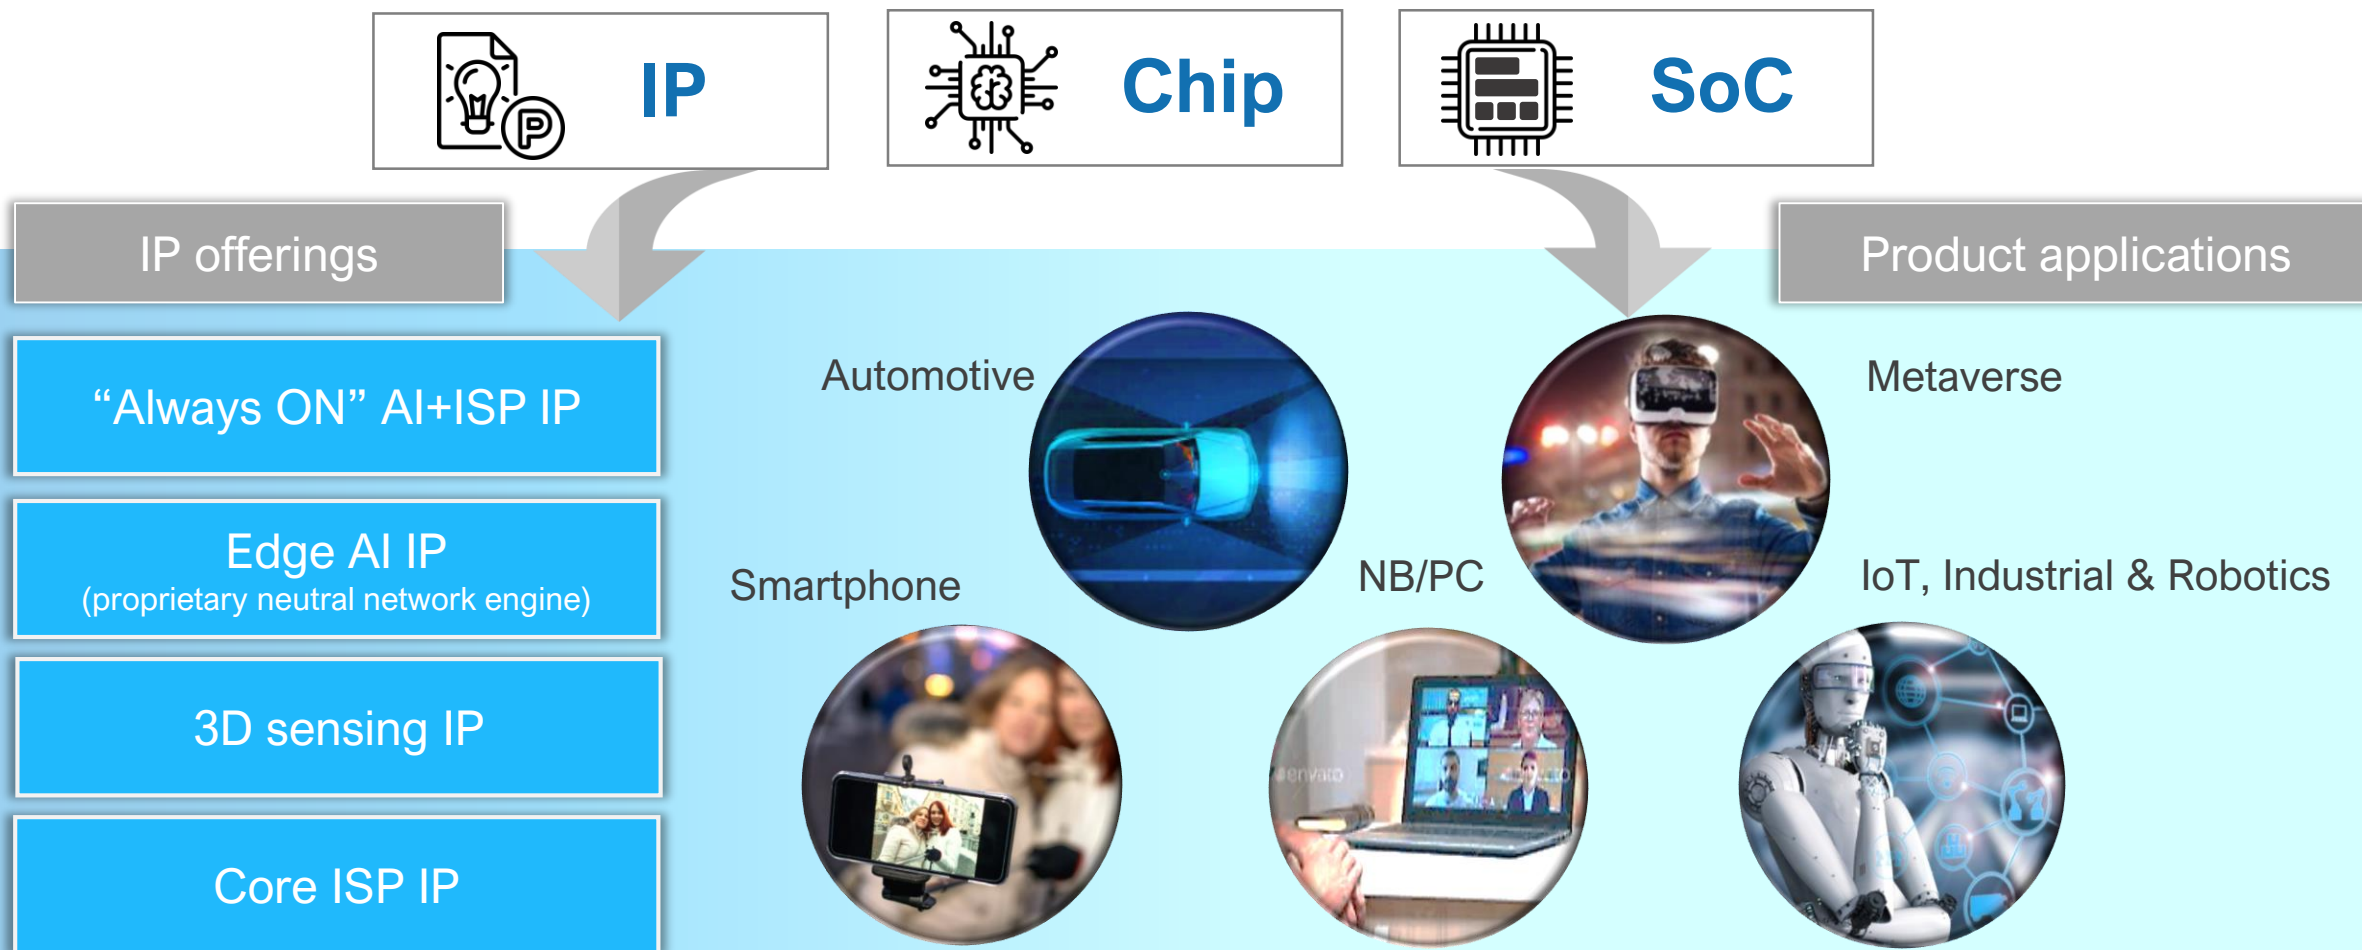 IP
Chip
SoC
IP offerings
Product applications
“Always ON” AI+ISP IP
Edge AI IP
(proprietary neutral network engine)
3D sensing IP
Core ISP IP
Automotive
Metaverse
Smartphone
NB/PC
IoT, Industrial & Robotics
envato